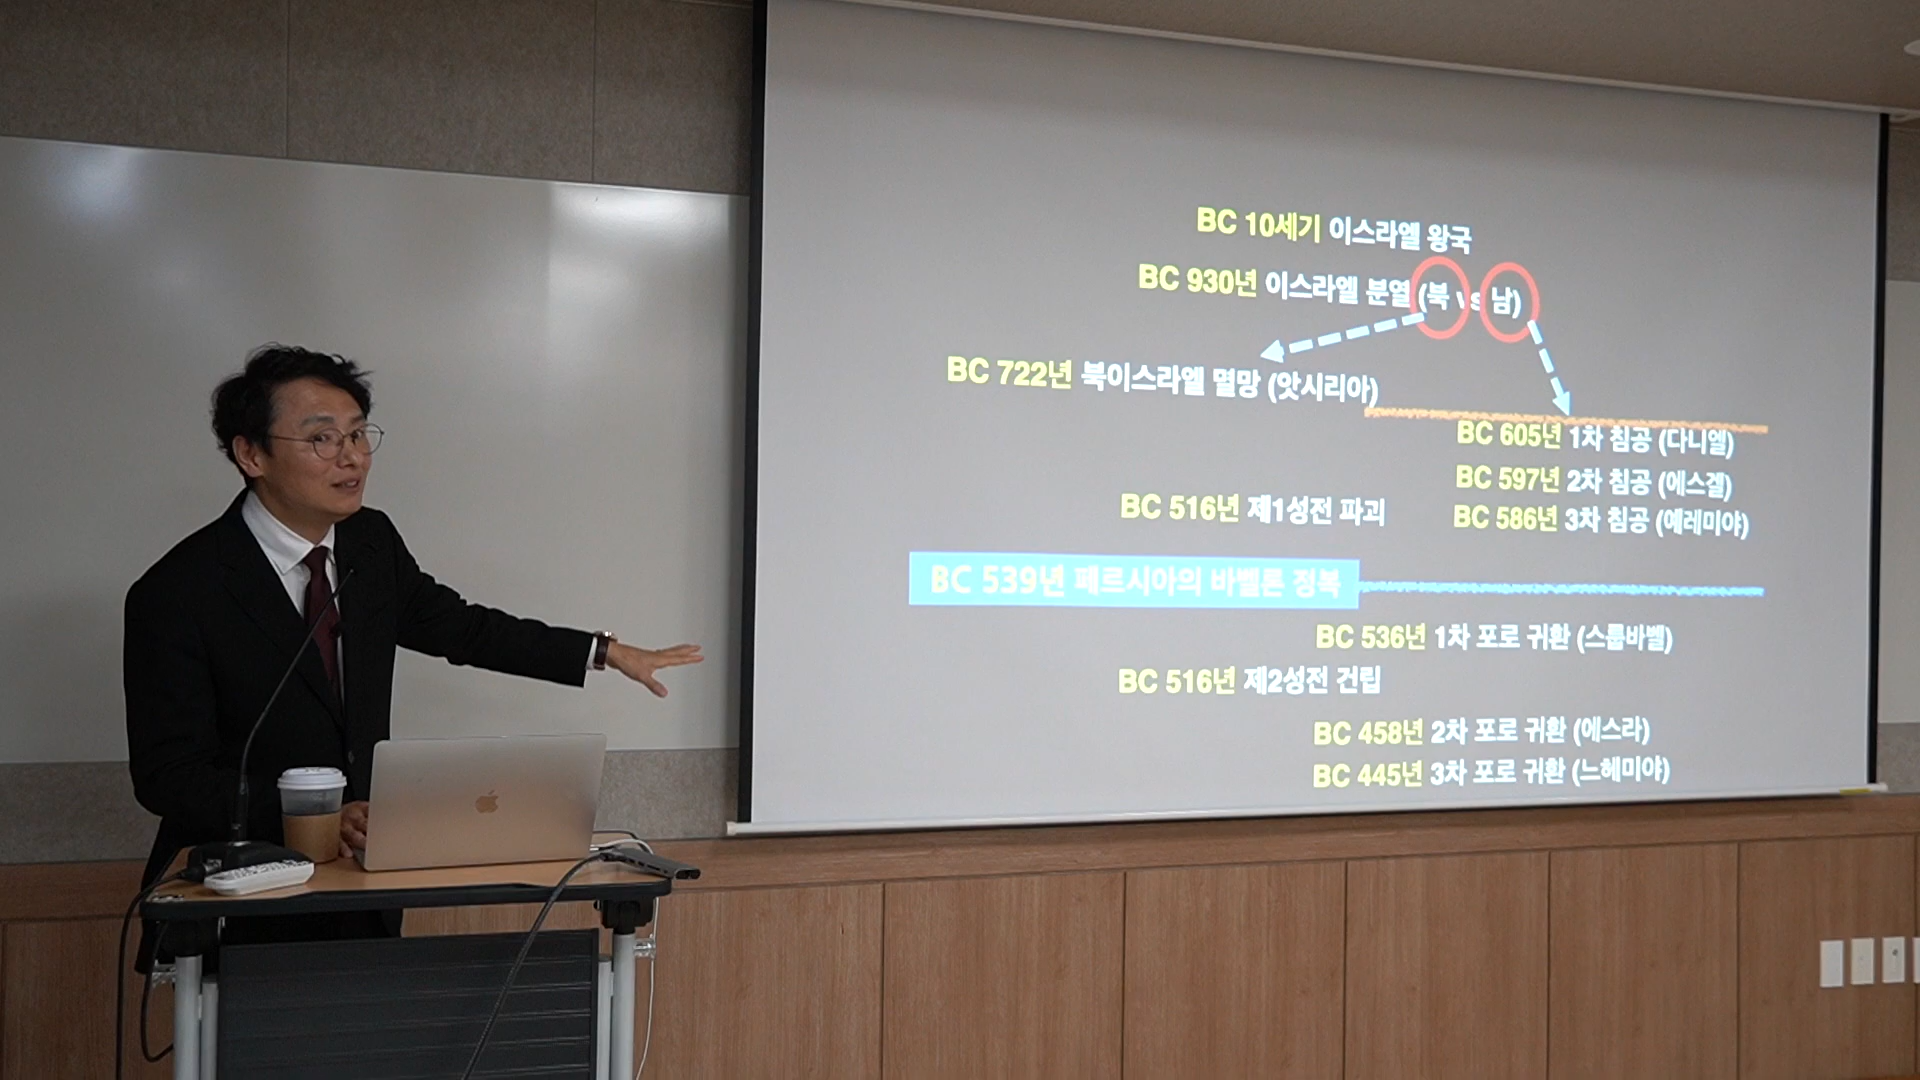 BC 10세기 이스라엘 왕국
BC 930년 이스라엘 분열 (북 vs 남)
BC 722년 북이스라엘 멸망 (앗시리아)
BC 605년 1차 침공 (다니엘)
BC 597년 2차 침공 (에스겔)
BC 516년 제1성전 파괴
BC 586년 3차 침공 (예레미야)
BC 539년 페르시아의 바벨론 정복
BC 536년 1차 포로 귀환 (스룹바벨)
BC 516년 제2성전 건립
BC 458년 2차 포로 귀환 (에스라)
BC 445년 3차 포로 귀환 (느헤미야)